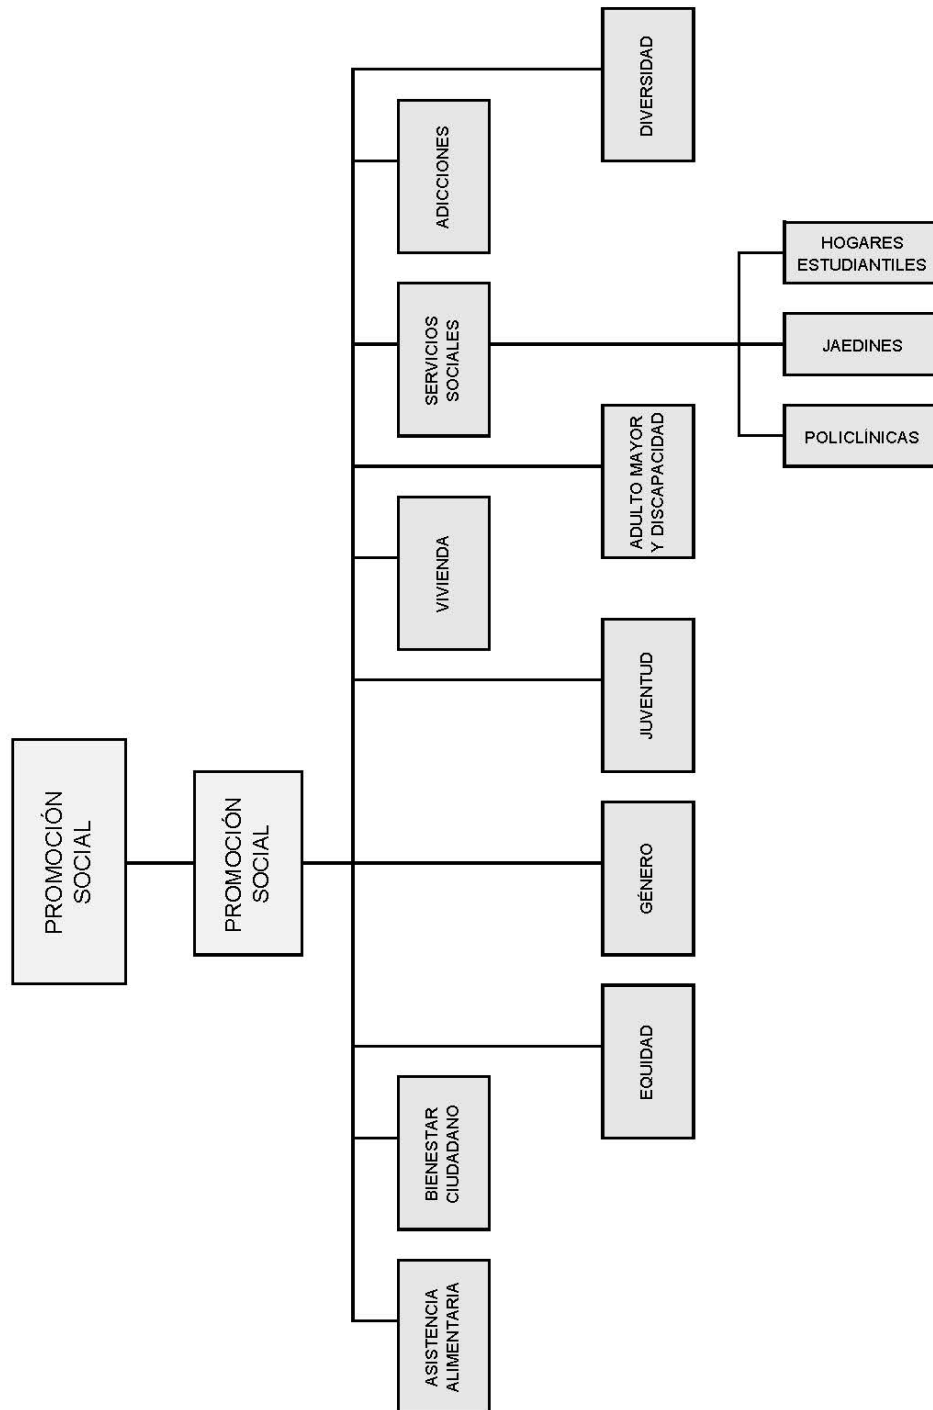 PROMOCIÓN
SOCIAL
PROMOCIÓN
SOCIAL
ASISTENCIA
ALIMENTARIA
BIENESTAR
CIUDADANO
EQUIDAD
GÉNERO
JUVENTUD
VIVIENDA
ADULTO MAYOR
Y DISCAPACIDAD
SERVICIOS
SOCIALES
ADICCIONES
DIVERSIDAD
HOGARES
ESTUDIANTILES
JAEDINES
POLICLÍNICAS